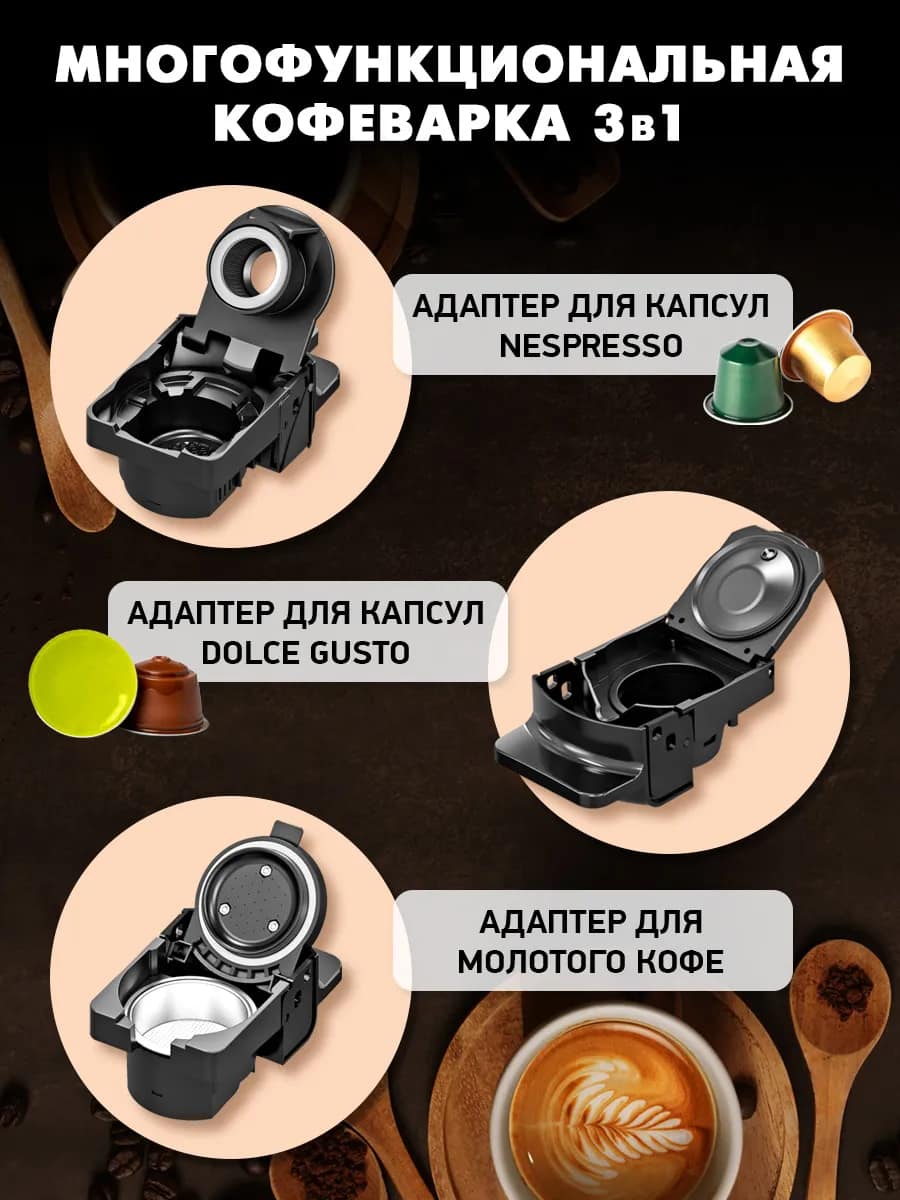 МНОГОФУНКЦИОНАЛЬНАЯ
КОФЕВАРКА 3в1
АДАПТЕР ДЛЯ КАПСУЛ
NESPRESSO
АДАПТЕР ДЛЯ КАПСУЛ
DOLCE GUSTO
АДАПТЕР ДЛЯ
МОЛОТОГО КОФЕ